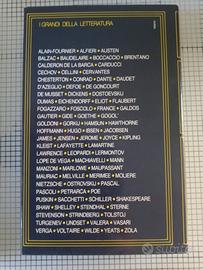 I GRANDI DELLA LETTERATURA
ALAIN-FOURNIER • ALFIERI • AUSTEN
BALZAC • BAUDELAIRE • BOCCACCIO • BRENTANO
CALDERON DE LA BARCA • CARDUCCI
CECHOV • CELLINI • CERVANTES
CHESTERTON • CONRAD • DANTE • DAUDET
D'AZEGLIO • DEFOE • DE GONCOURT
DE MUSSET • DICKENS • DOSTOEVSKIJ
DUMAS • EICHENDORFF • ELIOT • FLAUBERT
FOGAZZARO • FOSCOLO • FRANCE • GADDOS
GAUTIER • GIDE • GOETHE • GOGOL'
GOLDONI • GORKIJ • HAMSUN • HAWTHORNE
HOFFMANN • HUGO • IBSEN • JACOBSEN
JAMES • JENSEN • JEROME • JOYCE • KIPLING
KLEIST • LAFAYETTE • LAMARTINE
LAWRENCE • LEOPARDI • LERMONTOV
LOPE DE VEGA • MACHIAVELLI • MANN
MANZONI • MARLOWE • MAUPASSANT
MAURIAC • MELVILLE • MERIMEE • MOLIERE
NIETZSCHE • OSTROVSKIJ • PASCAL
PASCOLI • PETRARCA • POE
PUSKIN • SACCHETTI • SCHILLER • SHAKESPEARE
SHAW • SHELLEY • STENDHAL • STERNE
STEVENSON • STRINDBERG • TOLSTOJ
TURGENEV • UNDSET • VALERA • VASARI
VERGA • VOLTAIRE • WILDE • YEATS • ZOLA
subito